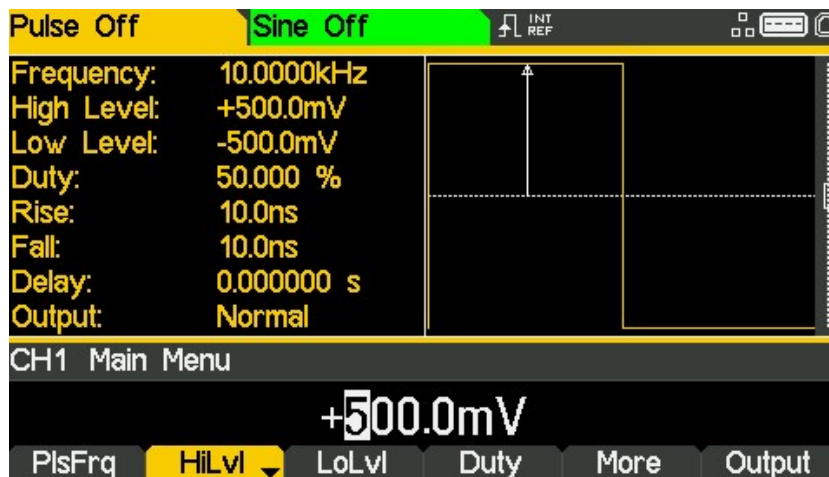 Pulse Off Sine Off INT REF
Frequency: 10.0000kHz
High Level: +500.0mV
Low Level: -500.0mV
Duty: 50.000 %
Rise: 10.0ns
Fall: 10.0ns
Delay: 0.000000 s
Output: Normal
CH1 Main Menu
+500.0mV
PlsFrq HiLvl LoLvl Duty More Output